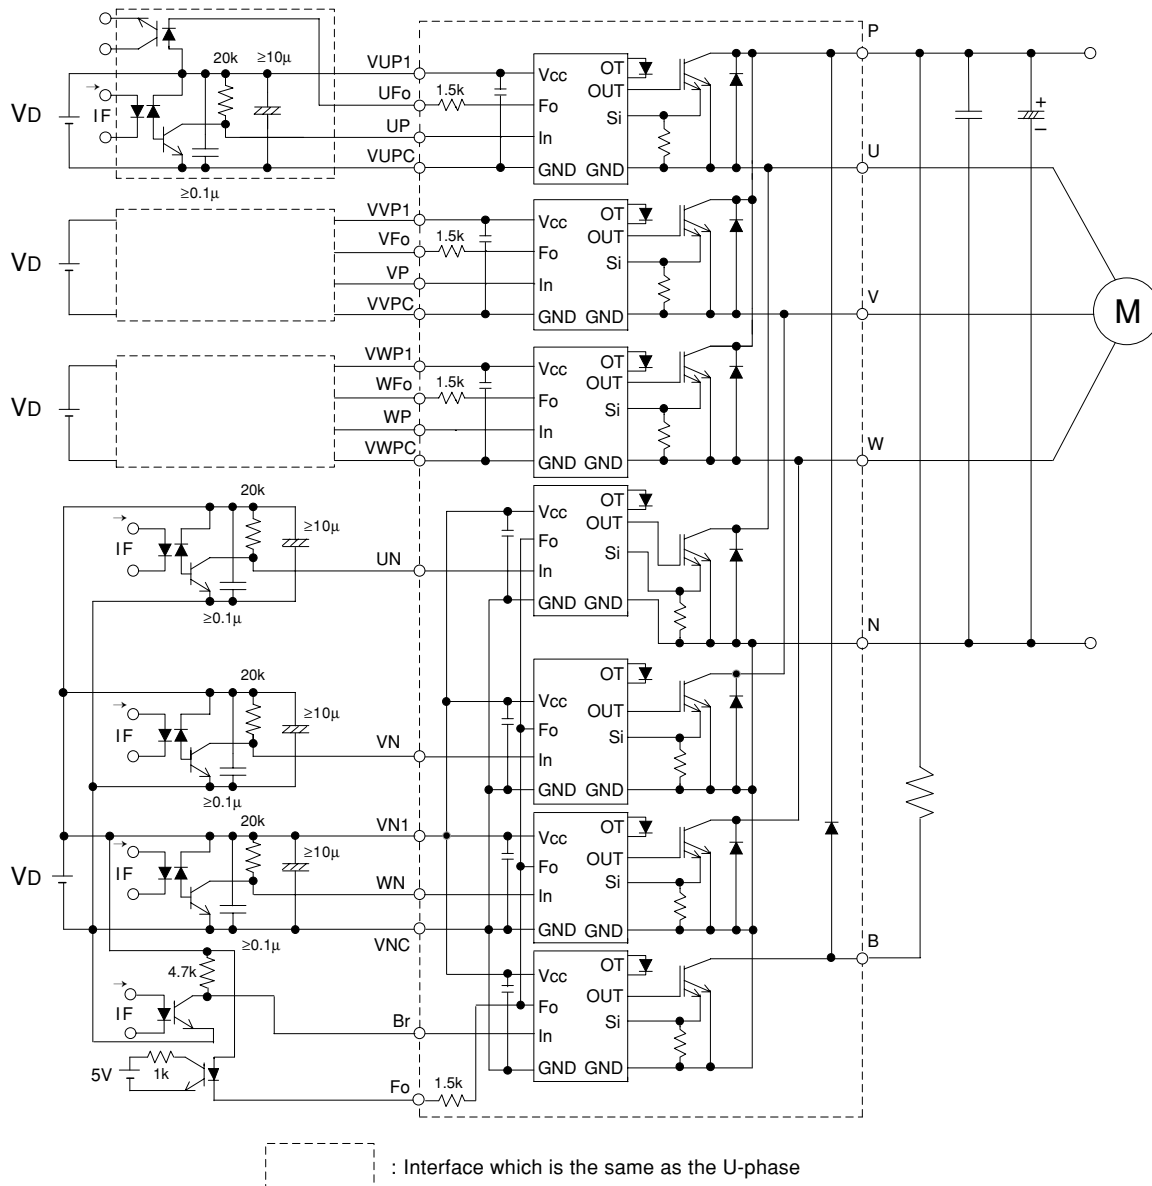 P
20k
≥10μ
VUP1
Vcc
OT
UFo
1.5k
OUT
Fo
+
VD
IF
Si
UP
In
–
VUPC
GND GND
U
≥0.1μ
VVP1
Vcc
OT
VFo
1.5k
OUT
Fo
VD
Si
VP
In
V
VVPC
GND GND
M
VWP1
Vcc
OT
WFo
1.5k
OUT
Fo
VD
Si
WP
In
W
VWPC
GND GND
20k
OT
Vcc
≥10μ
OUT
Fo
IF
Si
UN
In
GND GND
≥0.1μ
N
20k
OT
Vcc
≥10μ
OUT
IF
Fo
Si
VN
In
GND GND
≥0.1μ
20k
VN1
Vcc
OT
≥10μ
OUT
IF
Fo
VD
Si
WN
In
GND GND
≥0.1μ
VNC
B
4.7k
OT
Vcc
OUT
IF
Fo
Si
Br
In
5V
1k
GND GND
Fo
1.5k
: Interface which is the same as the U-phase